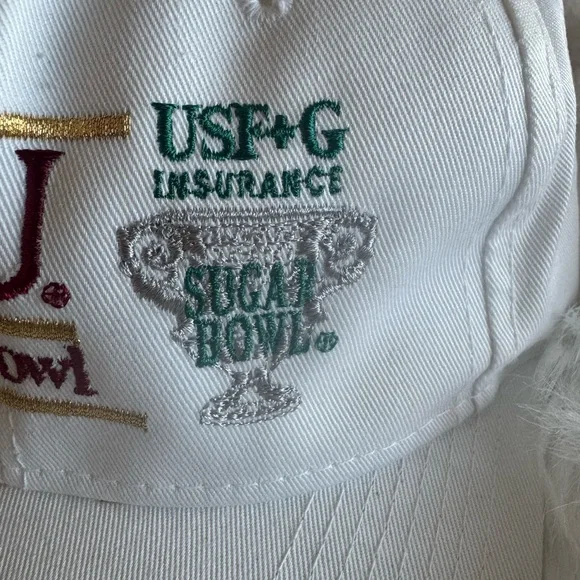 USF+G
INSURANCE
SUGAR
BOWL®
U.®
owl